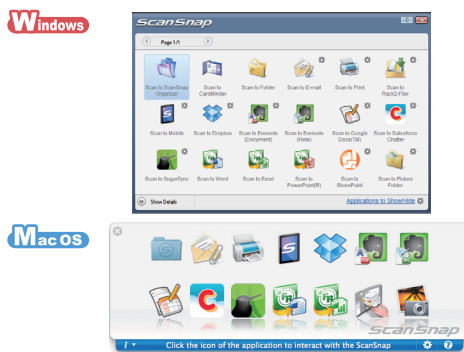 Windows
ScanSnap
Page 1/1
Scan to ScanSnap Organizer
Scan to CardMinder
Scan to Folder
Scan to E-mail
Scan to Print
Scan to Rack2-Filer
Scan to Mobile
Scan to Dropbox
Scan to Evernote (Document)
Scan to Evernote (Note)
Scan to Google Docs(TM)
Scan to Salesforce Chatter
Scan to SugarSync
Scan to Word
Scan to Excel
Scan to PowerPoint(R)
Scan to SharePoint
Scan to Picture Folder
Show Details
Applications to Show/Hide
Mac OS
ScanSnap
Click the icon of the application to interact with the ScanSnap